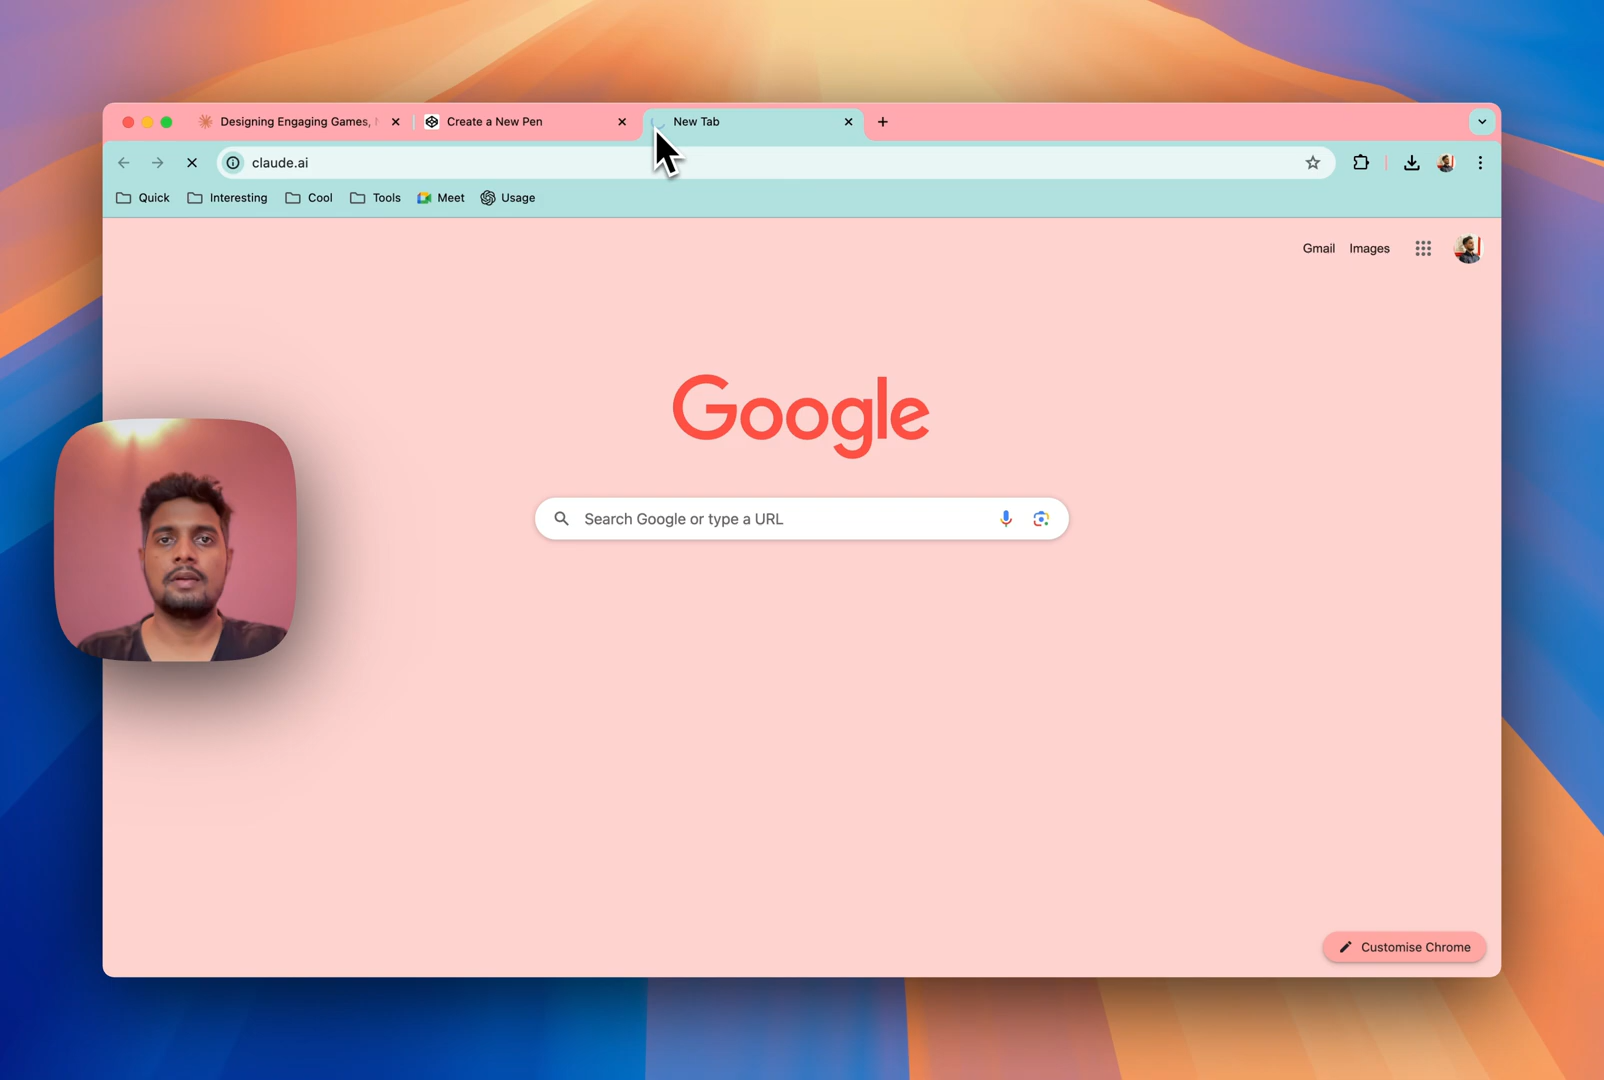 Designing Engaging Games,
Create a New Pen
New Tab
claude.ai
Quick
Interesting
Cool
Tools
Meet
Usage
Gmail
Images
Google
Search Google or type a URL
Customise Chrome